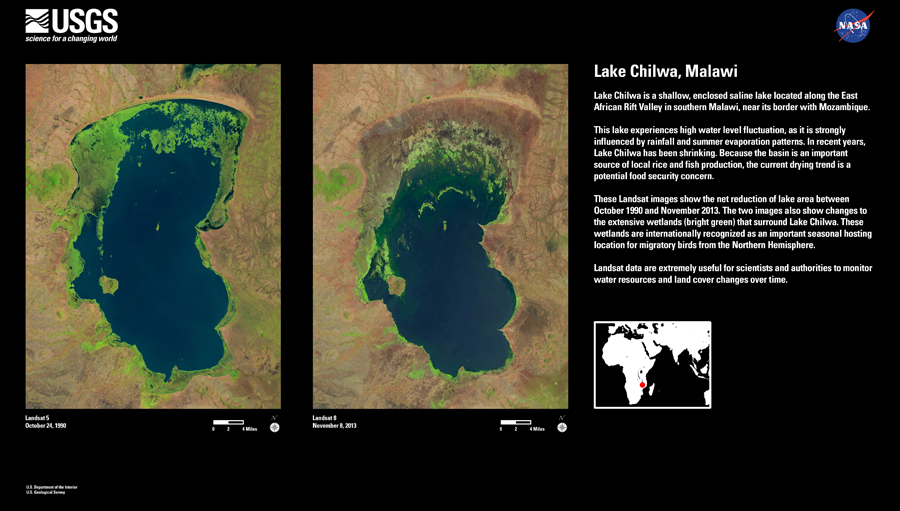 USGS
science for a changing world
NASA
Lake Chilwa, Malawi
Lake Chilwa is a shallow, enclosed saline lake located along the East
African Rift Valley in southern Malawi, near its border with Mozambique.
This lake experiences high water level fluctuation, as it is strongly
influenced by rainfall and summer evaporation patterns. In recent years,
Lake Chilwa has been shrinking. Because the basin is an important
source of local rice and fish production, the current drying trend is a
potential food security concern.
These Landsat images show the net reduction of lake area between
October 1990 and November 2013. The two images also show changes to
the extensive wetlands (bright green) that surround Lake Chilwa. These
wetlands are internationally recognized as an important seasonal hosting
location for migratory birds from the Northern Hemisphere.
Landsat data are extremely useful for scientists and authorities to monitor
water resources and land cover changes over time.
Landsat 5
October 24, 1990
0 2 4 Miles
N
Landsat 8
November 8, 2013
0 2 4 Miles
N
U.S. Department of the Interior
U.S. Geological Survey